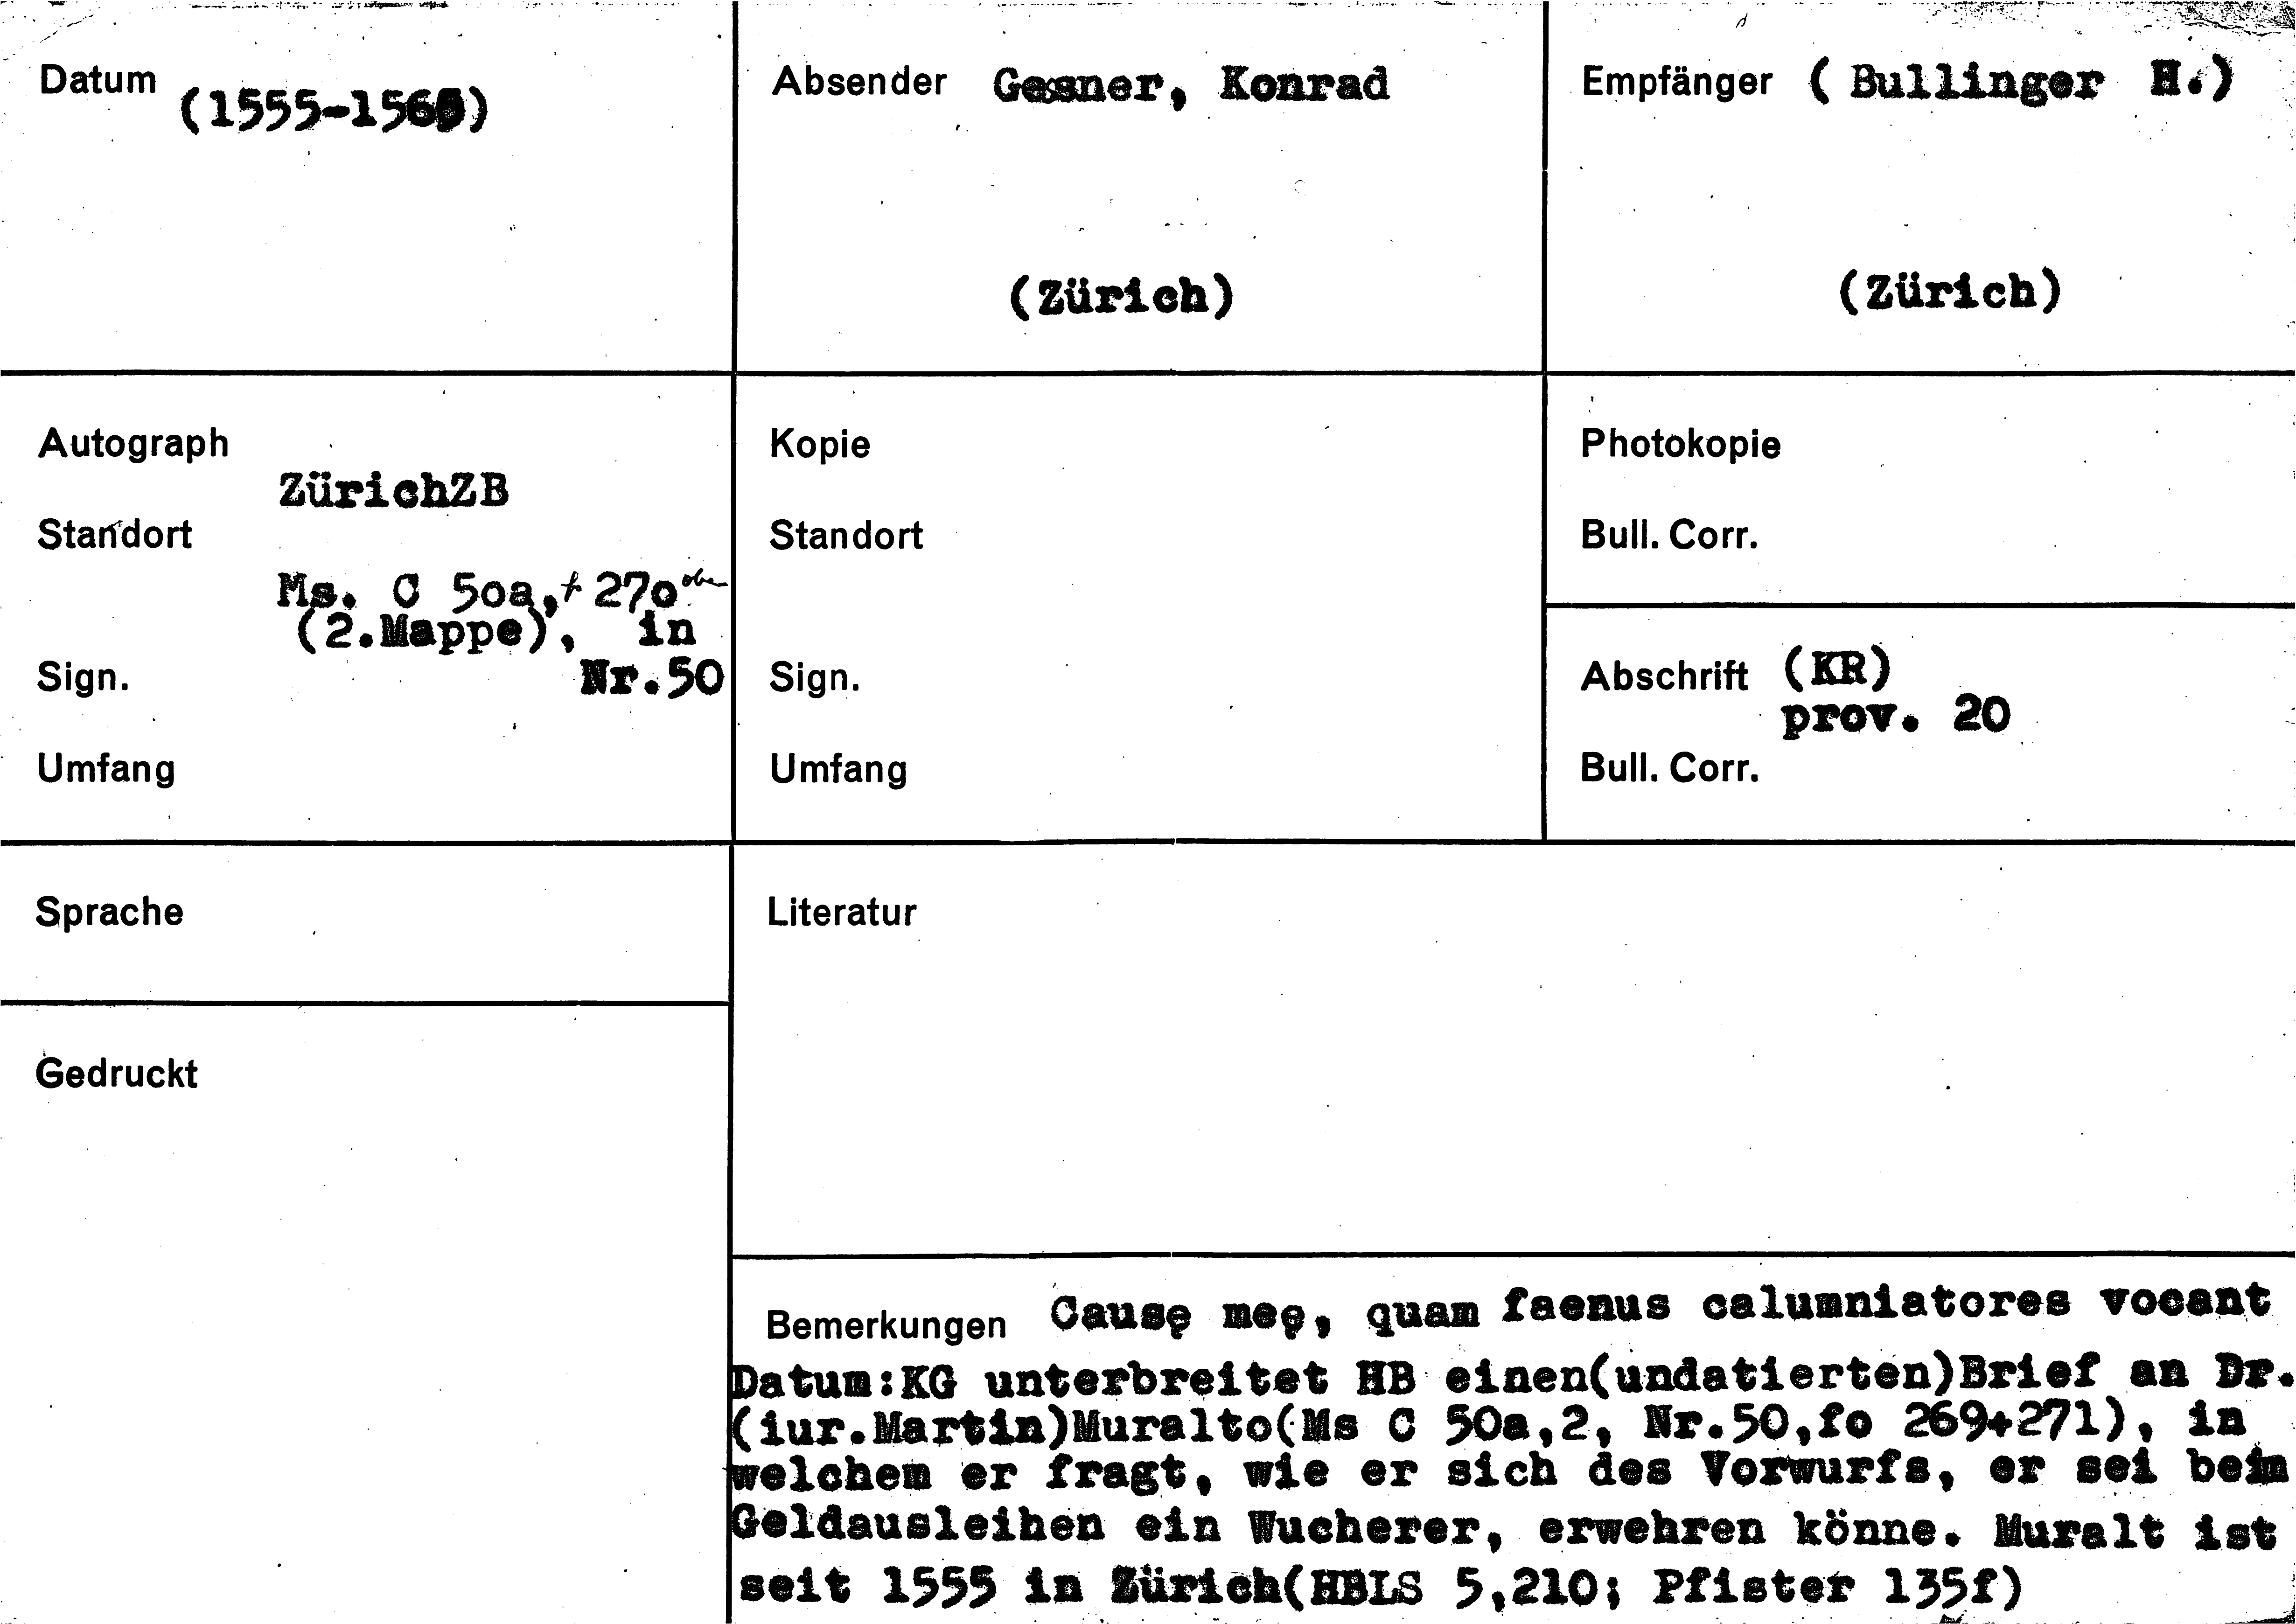 Datum (1555-156)
Absender Gesner, Konrad
(Zürich)
Empfänger (Bullinger H.)
(Zürich)
Autograph
ZürichZB
Standort
Ms. C 50a, f 270 oben
(2.Mappe), in
Sign. Nr.50
Umfang
Kopie
Standort
Sign.
Umfang
Photokopie
Bull. Corr.
Abschrift (KR)
prov. 20
Bull. Corr.
Sprache
Literatur
Gedruckt
Bemerkungen Causę meę, quam faenus calumniatores vocant
Datum:KG unterbreitet HB einen(undatierten)Brief an Dr.
(iur.Martin)Muralto(Ms C 50a,2, Nr.50,fo 269+271), in
welchem er fragt, wie er sich des Vorwurfs, er sei beim
Geldausleihen ein Wucherer, erwehren könne. Muralt ist
seit 1555 in Zürich(HBLS 5,210; Pfister 135f)